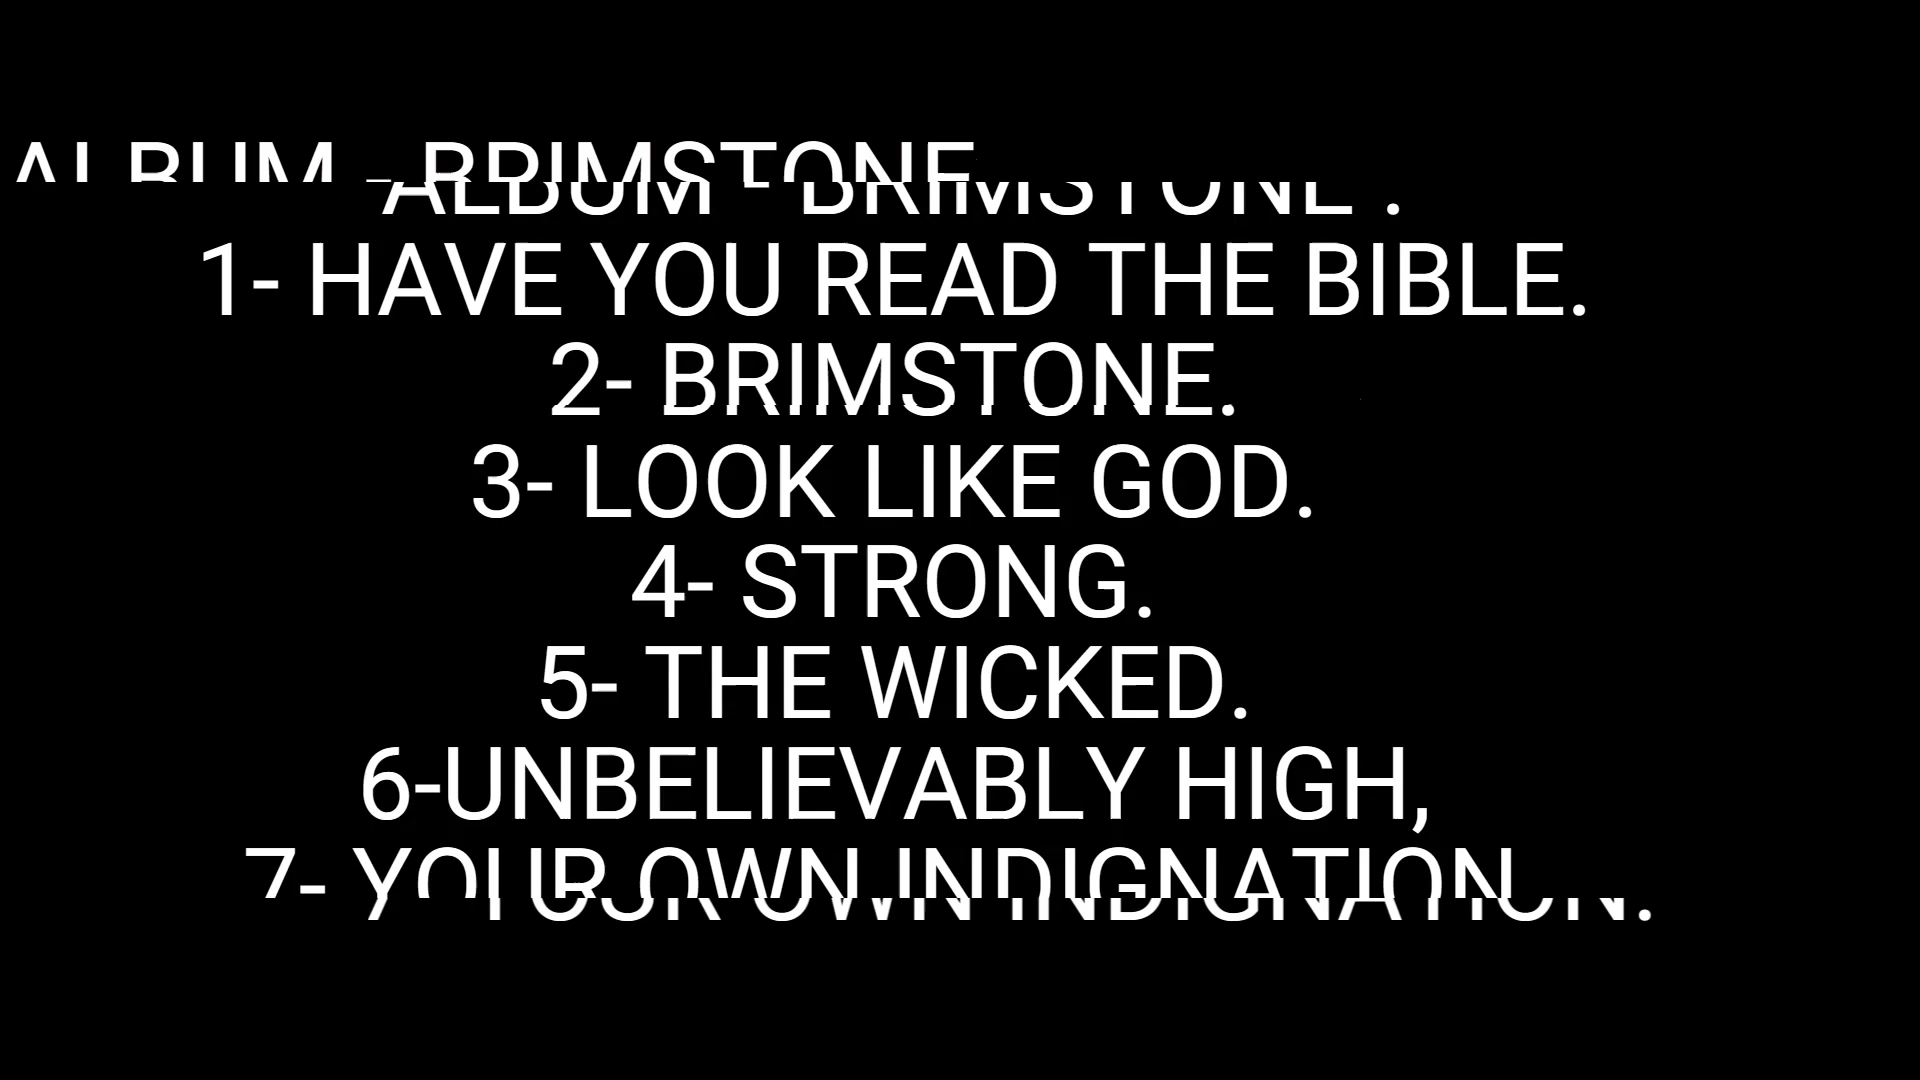 ALBUM - BRIMSTONE .
1- HAVE YOU READ THE BIBLE.
2- BRIMSTONE.
3- LOOK LIKE GOD.
4- STRONG.
5- THE WICKED.
6-UNBELIEVABLY HIGH,
7- YOUR OWN INDIGNATION.